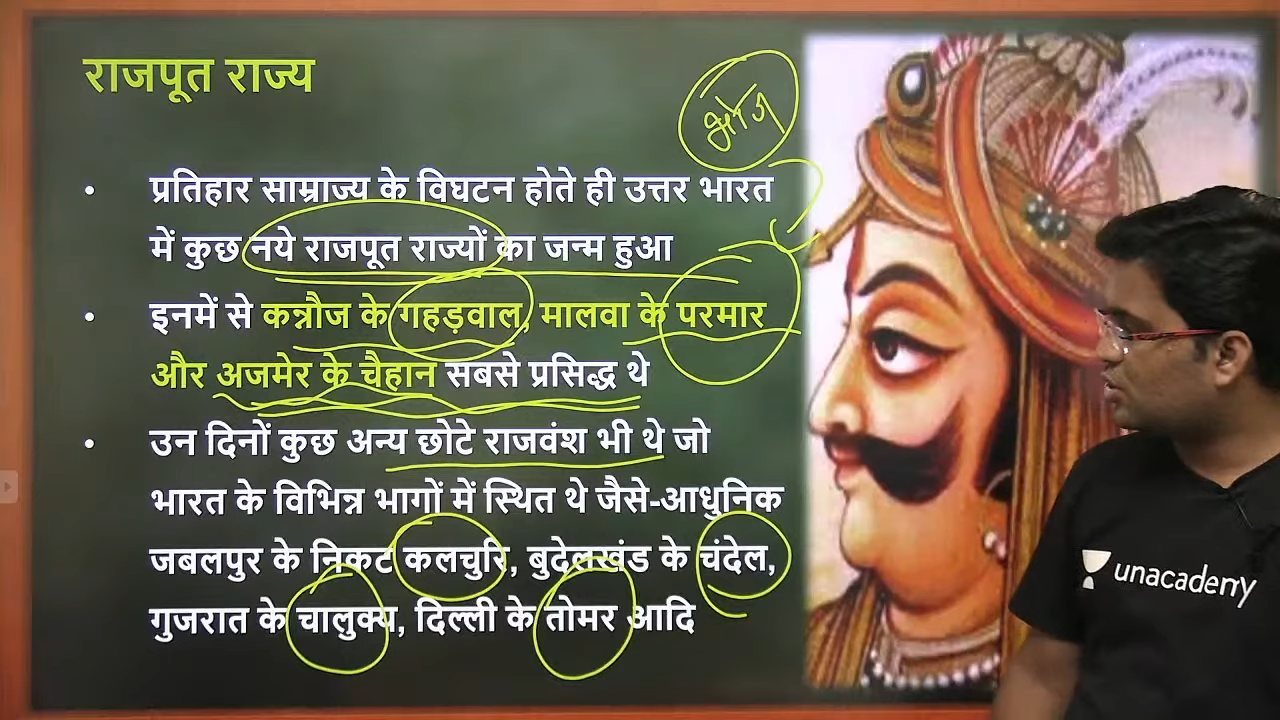 राजपूत राज्य
भोज
प्रतिहार साम्राज्य के विघटन होते ही उत्तर भारत
में कुछ नये राजपूत राज्यों का जन्म हुआ
इनमें से कन्नौज के गहड़वाल, मालवा के परमार
और अजमेर के चैहान सबसे प्रसिद्ध थे
उन दिनों कुछ अन्य छोटे राजवंश भी थे जो
भारत के विभिन्न भागों में स्थित थे जैसे-आधुनिक
जबलपुर के निकट कलचुरि, बुदेलखंड के चंदेल,
गुजरात के चालुक्य, दिल्ली के तोमर आदि
unacademy